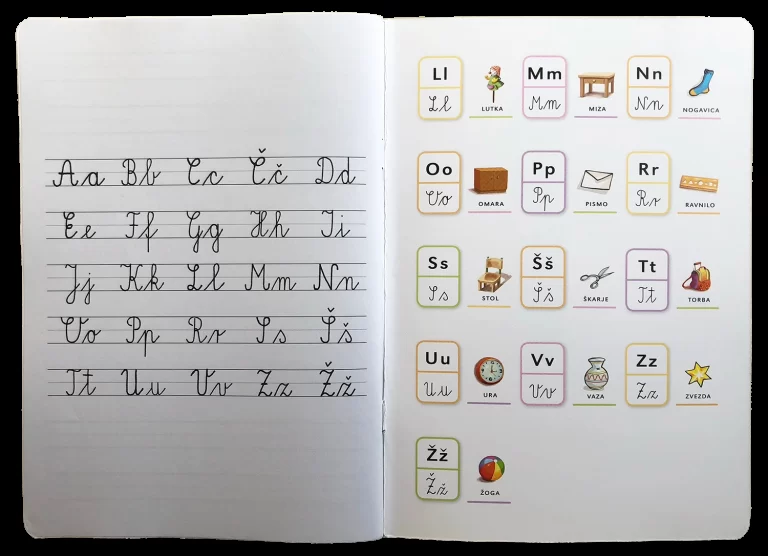 Aa Bb Cc Čč Dd
Ee Ff Gg Hh Ii
Jj Kk Ll Mm Nn
Oo Pp Rr Ss Šš
Tt Uu Vv Zz Žž
Ll Mm Nn
Ll Mm Nn
LUTKA MIZA NOGAVICA
Oo Pp Rr
Oo Pp Rr
OMARA PISMO RAVNILO
Ss Šš Tt
Ss Šš Tt
STOL ŠKARJE TORBA
Uu Vv Zz
Uu Vv Zz
URA VAZA ZVEZDA
Žž
Žž
ŽOGA